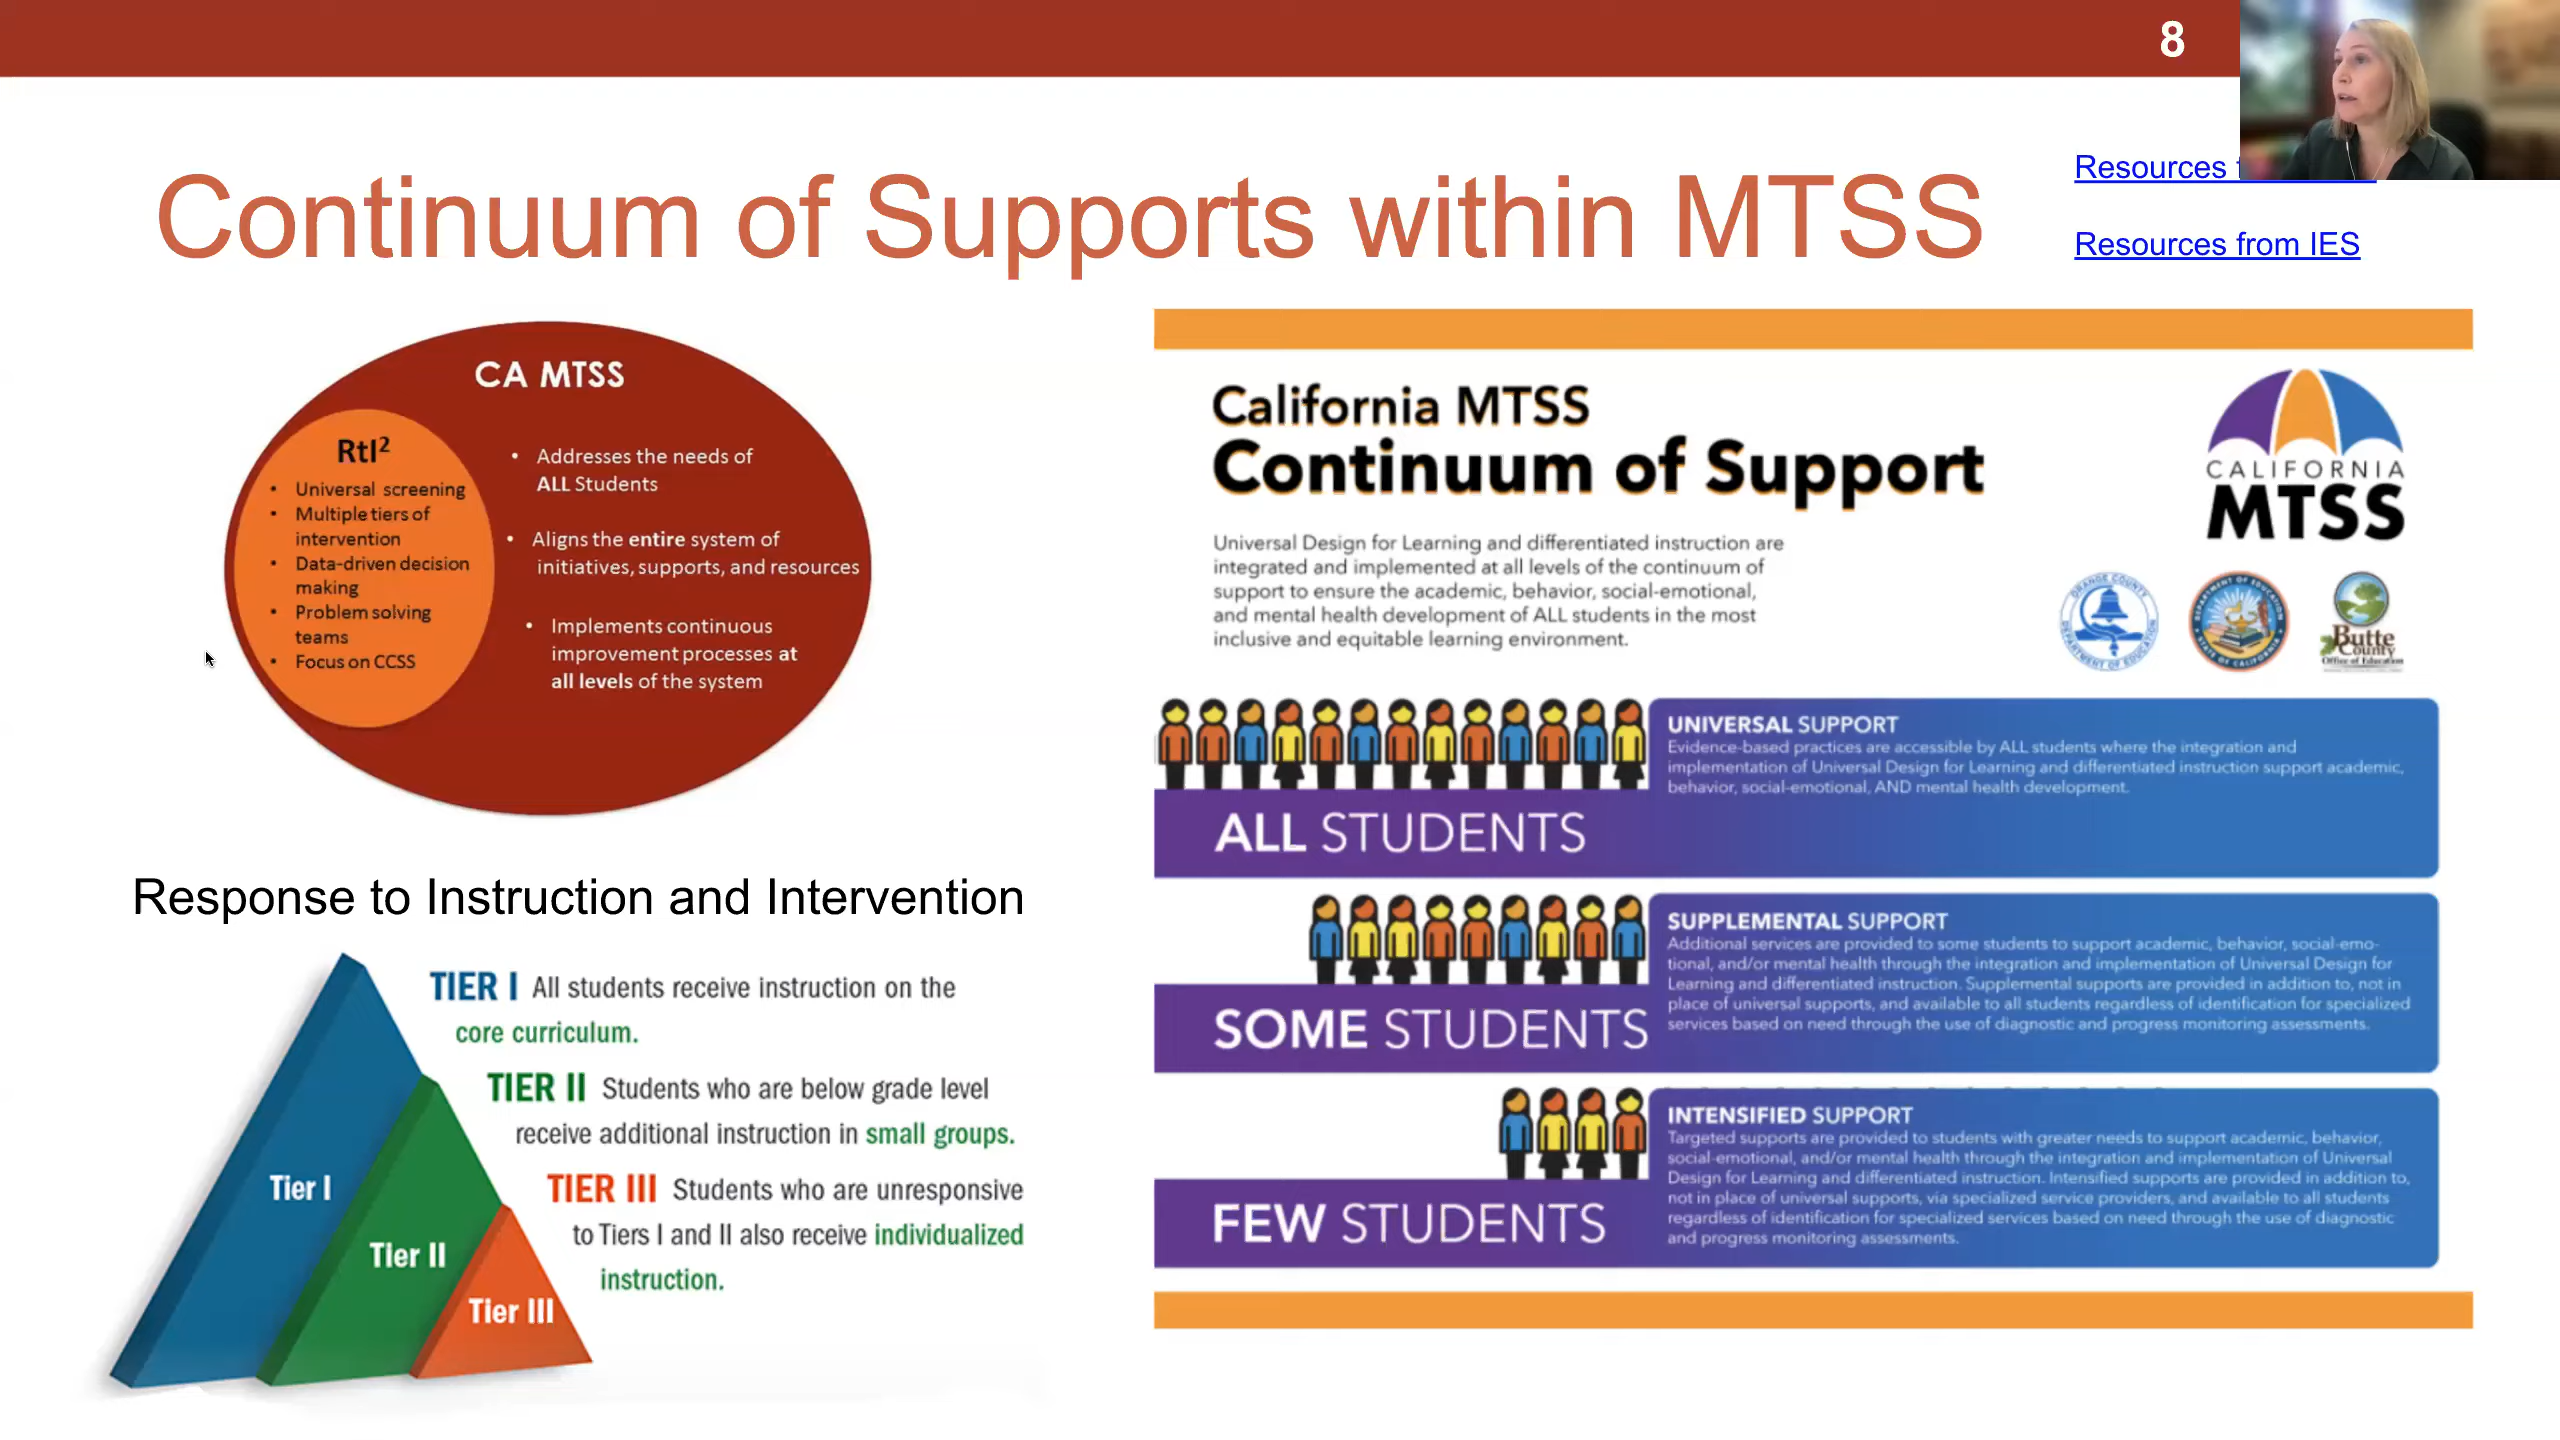 8
Continuum of Supports within MTSS
Resources
Resources from IES
CA MTSS
RtI²
• Universal screening
• Multiple tiers of
intervention
• Data-driven decision
making
• Problem solving
teams
• Focus on CCSS
• Addresses the needs of
ALL Students
• Aligns the entire system of
initiatives, supports, and resources
• Implements continuous
improvement processes at
all levels of the system
Response to Instruction and Intervention
TIER I All students receive instruction on the
core curriculum.
TIER II Students who are below grade level
receive additional instruction in small groups.
TIER III Students who are unresponsive
to Tiers I and II also receive individualized
instruction.
Tier I
Tier II
Tier III
California MTSS
Continuum of Support
Universal Design for Learning and differentiated instruction are
integrated and implemented at all levels of the continuum of
support to ensure the academic, behavior, social-emotional,
and mental health development of ALL students in the most
inclusive and equitable learning environment.
CALIFORNIA
MTSS
ORANGE COUNTY
DEPARTMENT OF EDUCATION
DEPARTMENT OF EDUCATION
STATE OF CALIFORNIA
Butte
County
Office of Education
ALL STUDENTS
UNIVERSAL SUPPORT
Evidence-based practices are accessible by ALL students where the integration and
implementation of Universal Design for Learning and differentiated instruction support academic,
behavior, social-emotional, AND mental health development.
SOME STUDENTS
SUPPLEMENTAL SUPPORT
Additional services are provided to some students to support academic, behavior, social-emo-
tional, and/or mental health through the integration and implementation of Universal Design for
Learning and differentiated instruction. Supplemental supports are provided in addition to, not in
place of universal supports, and available to all students regardless of identification for specialized
services based on need through the use of diagnostic and progress monitoring assessments.
FEW STUDENTS
INTENSIFIED SUPPORT
Targeted supports are provided to students with greater needs to support academic, behavior,
social-emotional, and/or mental health through the integration and implementation of Universal
Design for Learning and differentiated instruction. Intensified supports are provided in addition to,
not in place of universal supports, via specialized service providers, and available to all students
regardless of identification for specialized services based on need through the use of diagnostic
and progress monitoring assessments.